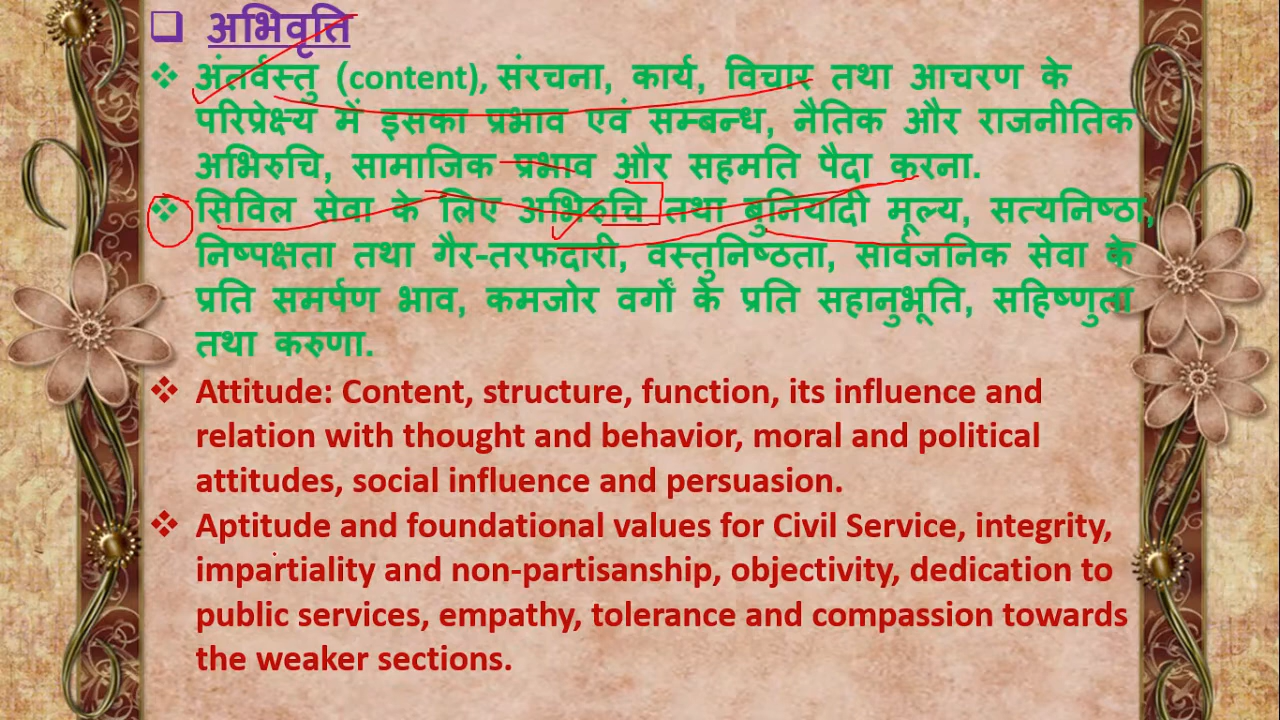 ❑ अभिवृति
❖ अंतर्वस्तु (content), संरचना, कार्य, विचार तथा आचरण के
परिप्रेक्ष्य में इसका प्रभाव एवं सम्बन्ध, नैतिक और राजनीतिक
अभिरुचि, सामाजिक प्रभाव और सहमति पैदा करना.
❖ सिविल सेवा के लिए अभिरुचि तथा बुनियादी मूल्य, सत्यनिष्ठा,
निष्पक्षता तथा गैर-तरफदारी, वस्तुनिष्ठता, सार्वजनिक सेवा के
प्रति समर्पण भाव, कमजोर वर्गों के प्रति सहानुभूति, सहिष्णुता
तथा करुणा.
❖ Attitude: Content, structure, function, its influence and
relation with thought and behavior, moral and political
attitudes, social influence and persuasion.
❖ Aptitude and foundational values for Civil Service, integrity,
impartiality and non-partisanship, objectivity, dedication to
public services, empathy, tolerance and compassion towards
the weaker sections.